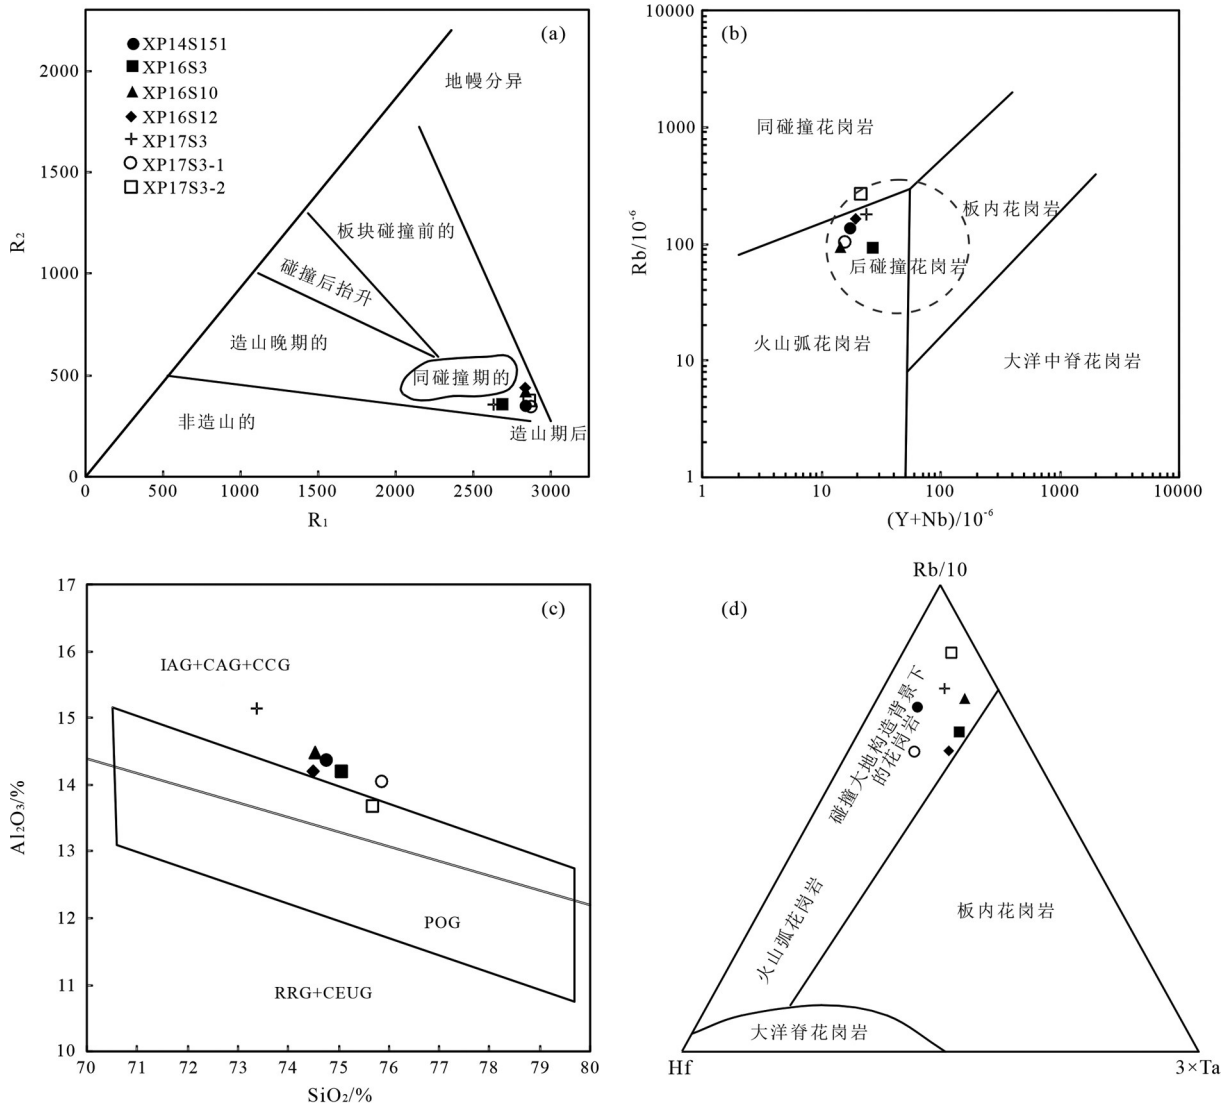 (a)
XP14S151
XP16S3
XP16S10
XP16S12
XP17S3
XP17S3-1
XP17S3-2
地幔分异
板块碰撞前的
碰撞后抬升
造山晚期的
同碰撞期的
非造山的
造山期后
R₂
2000
1500
1000
500
0
0 500 1000 1500 2000 2500 3000
R₁
(b)
同碰撞花岗岩
板内花岗岩
后碰撞花岗岩
火山弧花岗岩
大洋中脊花岗岩
Rb/10⁻⁶
10000
1000
100
10
1
1 10 100 1000 10000
(Y+Nb)/10⁻⁶
(c)
IAG+CAG+CCG
POG
RRG+CEUG
Al₂O₃/%
17
16
15
14
13
12
11
10
70 71 72 73 74 75 76 77 78 79 80
SiO₂/%
(d)
Rb/10
碰撞大地构造背景下
的花岗岩
火山弧花岗岩
板内花岗岩
大洋脊花岗岩
Hf
3×Ta